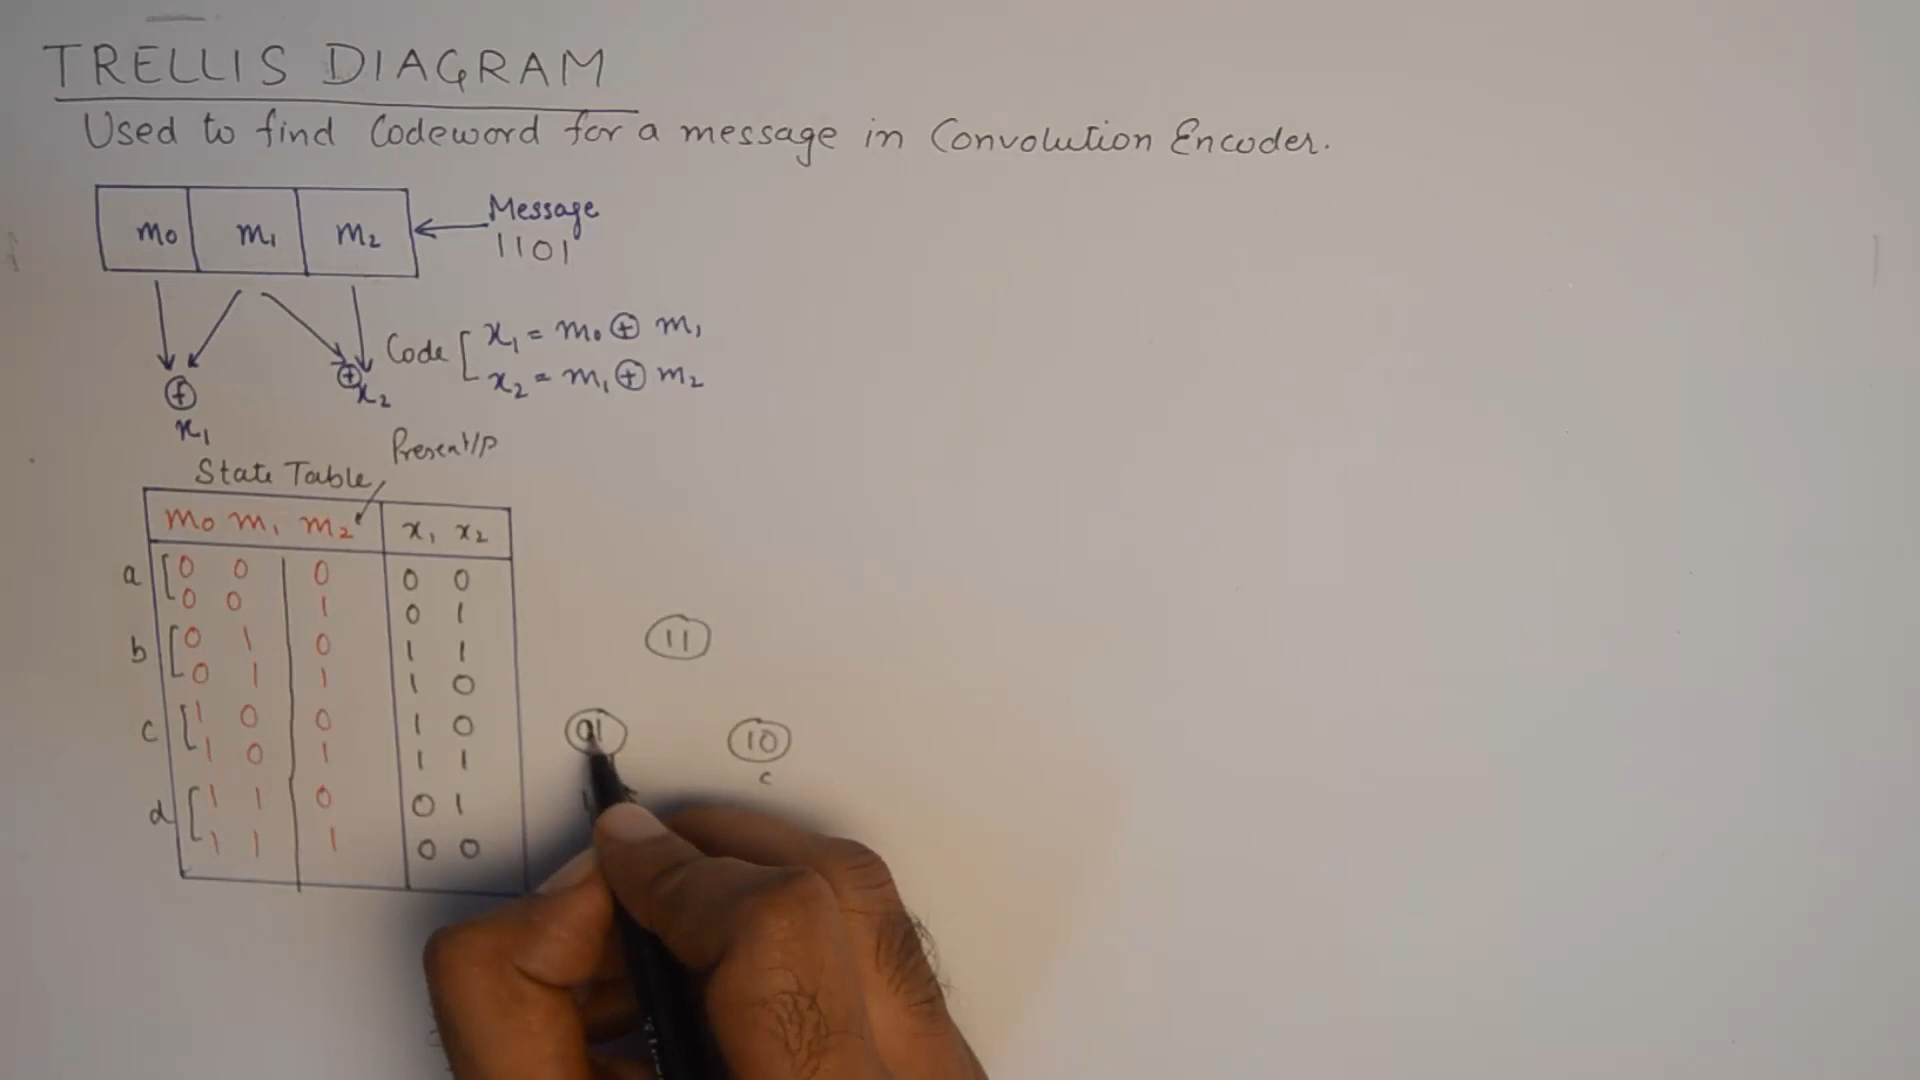 TRELLIS DIAGRAM
Used to find Codeword for a message in Convolution Encoder.
m0 m1 m2
Message
1101
Code [ x1 = m0 ⊕ m1
x2 = m1 ⊕ m2
⊕ x1
⊕ x2
Present i/p
State Table
m0 m1 m2 x1 x2
a 0 0 0 0 0
0 0 1 0 1
b 0 1 0 1 1
0 1 1 1 0
c 1 0 0 1 0
1 0 1 1 1
d 1 1 0 0 1
1 1 1 0 0
11
01
10
c